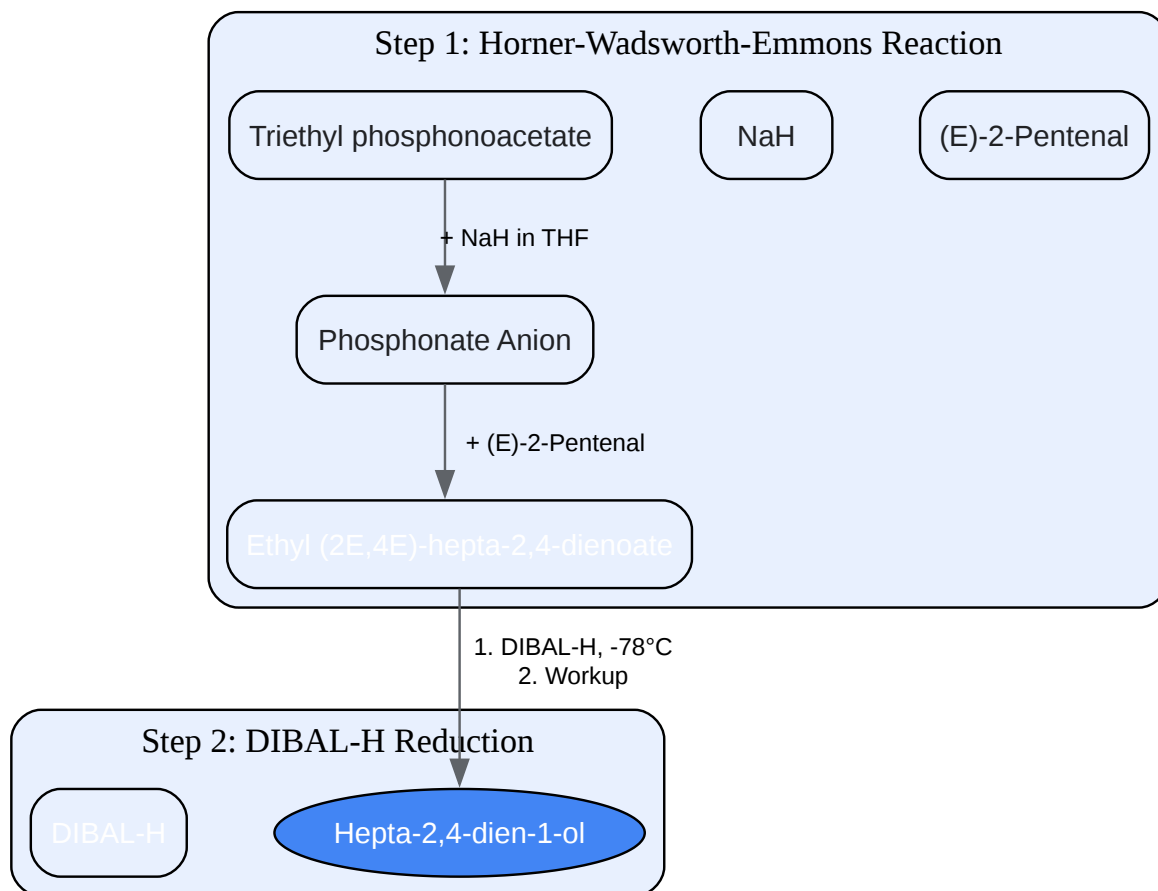 Step 1: Horner-Wadsworth-Emmons Reaction
Triethyl phosphonoacetate
NaH
(E)-2-Pentenal
+ NaH in THF
Phosphonate Anion
+ (E)-2-Pentenal
Ethyl (2E,4E)-hepta-2,4-dienoate
1. DIBAL-H, -78°C
2. Workup
Step 2: DIBAL-H Reduction
DIBAL-H
Hepta-2,4-dien-1-ol